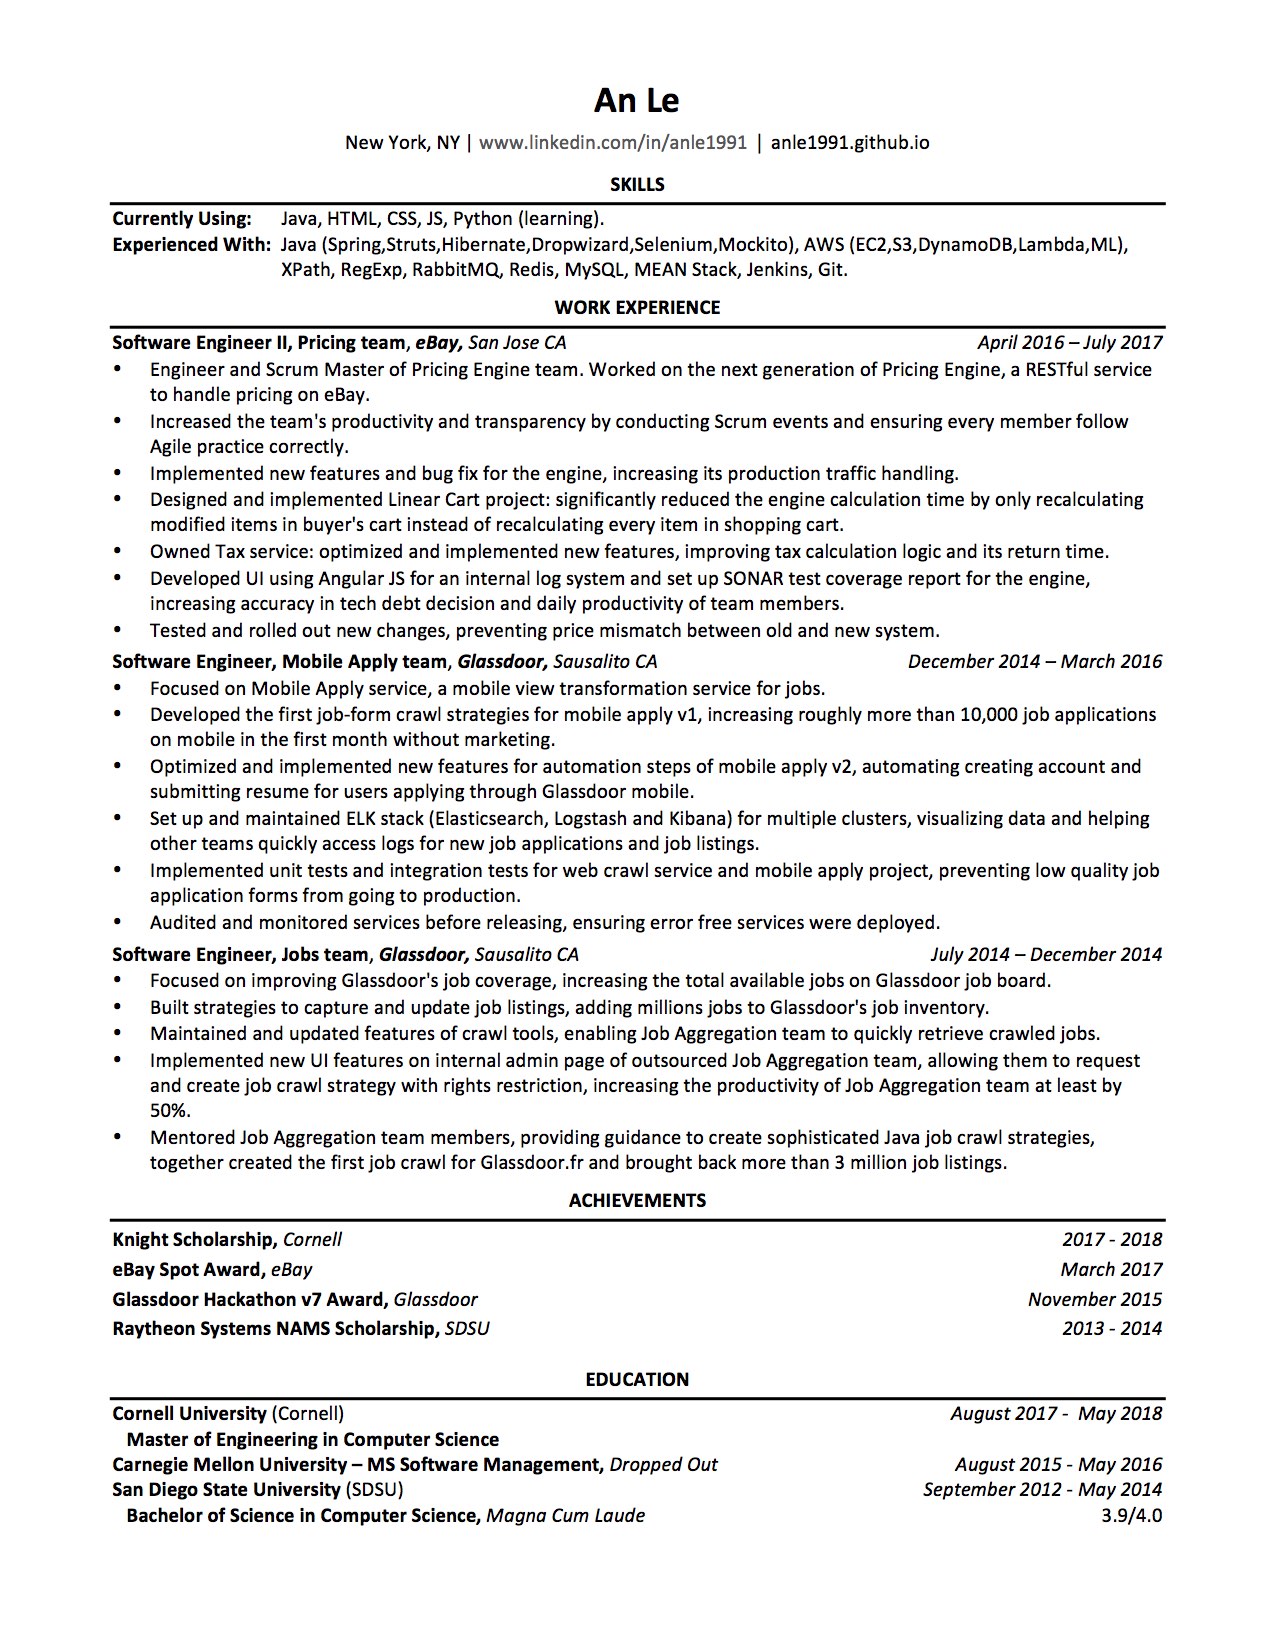 An Le
New York, NY | www.linkedin.com/in/anle1991 | anle1991.github.io
SKILLS
Currently Using: Java, HTML, CSS, JS, Python (learning).
Experienced With: Java (Spring,Struts,Hibernate,Dropwizard,Selenium,Mockito), AWS (EC2,S3,DynamoDB,Lambda,ML),
XPath, RegExp, RabbitMQ, Redis, MySQL, MEAN Stack, Jenkins, Git.
WORK EXPERIENCE
Software Engineer II, Pricing team, eBay, San Jose CA April 2016 – July 2017
• Engineer and Scrum Master of Pricing Engine team. Worked on the next generation of Pricing Engine, a RESTful service
to handle pricing on eBay.
• Increased the team's productivity and transparency by conducting Scrum events and ensuring every member follow
Agile practice correctly.
• Implemented new features and bug fix for the engine, increasing its production traffic handling.
• Designed and implemented Linear Cart project: significantly reduced the engine calculation time by only recalculating
modified items in buyer's cart instead of recalculating every item in shopping cart.
• Owned Tax service: optimized and implemented new features, improving tax calculation logic and its return time.
• Developed UI using Angular JS for an internal log system and set up SONAR test coverage report for the engine,
increasing accuracy in tech debt decision and daily productivity of team members.
• Tested and rolled out new changes, preventing price mismatch between old and new system.
Software Engineer, Mobile Apply team, Glassdoor, Sausalito CA December 2014 – March 2016
• Focused on Mobile Apply service, a mobile view transformation service for jobs.
• Developed the first job-form crawl strategies for mobile apply v1, increasing roughly more than 10,000 job applications
on mobile in the first month without marketing.
• Optimized and implemented new features for automation steps of mobile apply v2, automating creating account and
submitting resume for users applying through Glassdoor mobile.
• Set up and maintained ELK stack (Elasticsearch, Logstash and Kibana) for multiple clusters, visualizing data and helping
other teams quickly access logs for new job applications and job listings.
• Implemented unit tests and integration tests for web crawl service and mobile apply project, preventing low quality job
application forms from going to production.
• Audited and monitored services before releasing, ensuring error free services were deployed.
Software Engineer, Jobs team, Glassdoor, Sausalito CA July 2014 – December 2014
• Focused on improving Glassdoor's job coverage, increasing the total available jobs on Glassdoor job board.
• Built strategies to capture and update job listings, adding millions jobs to Glassdoor's job inventory.
• Maintained and updated features of crawl tools, enabling Job Aggregation team to quickly retrieve crawled jobs.
• Implemented new UI features on internal admin page of outsourced Job Aggregation team, allowing them to request
and create job crawl strategy with rights restriction, increasing the productivity of Job Aggregation team at least by
50%.
• Mentored Job Aggregation team members, providing guidance to create sophisticated Java job crawl strategies,
together created the first job crawl for Glassdoor.fr and brought back more than 3 million job listings.
ACHIEVEMENTS
Knight Scholarship, Cornell 2017 - 2018
eBay Spot Award, eBay March 2017
Glassdoor Hackathon v7 Award, Glassdoor November 2015
Raytheon Systems NAMS Scholarship, SDSU 2013 - 2014
EDUCATION
Cornell University (Cornell) August 2017 - May 2018
Master of Engineering in Computer Science
Carnegie Mellon University – MS Software Management, Dropped Out August 2015 - May 2016
San Diego State University (SDSU) September 2012 - May 2014
Bachelor of Science in Computer Science, Magna Cum Laude 3.9/4.0